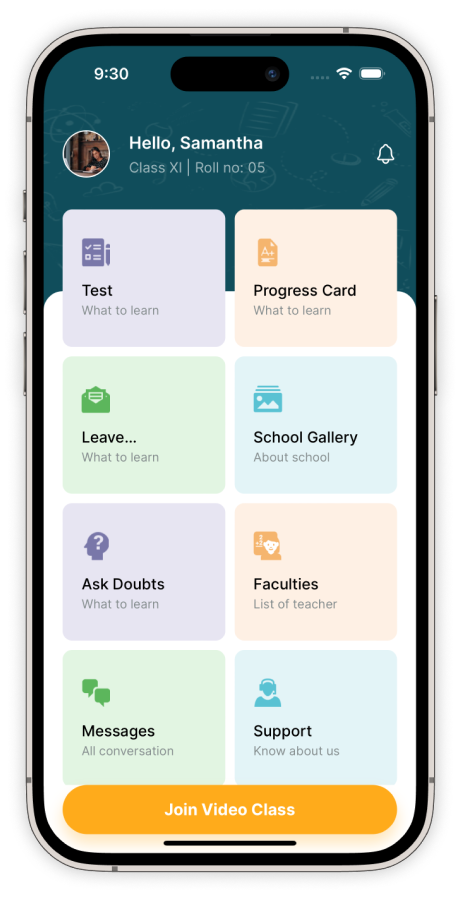 9:30
Hello, Samantha
Class XI | Roll no: 05
Test
What to learn
A+
Progress Card
What to learn
Leave...
What to learn
School Gallery
About school
?
Ask Doubts
What to learn
Faculties
List of teacher
Messages
All conversation
Support
Know about us
Join Video Class